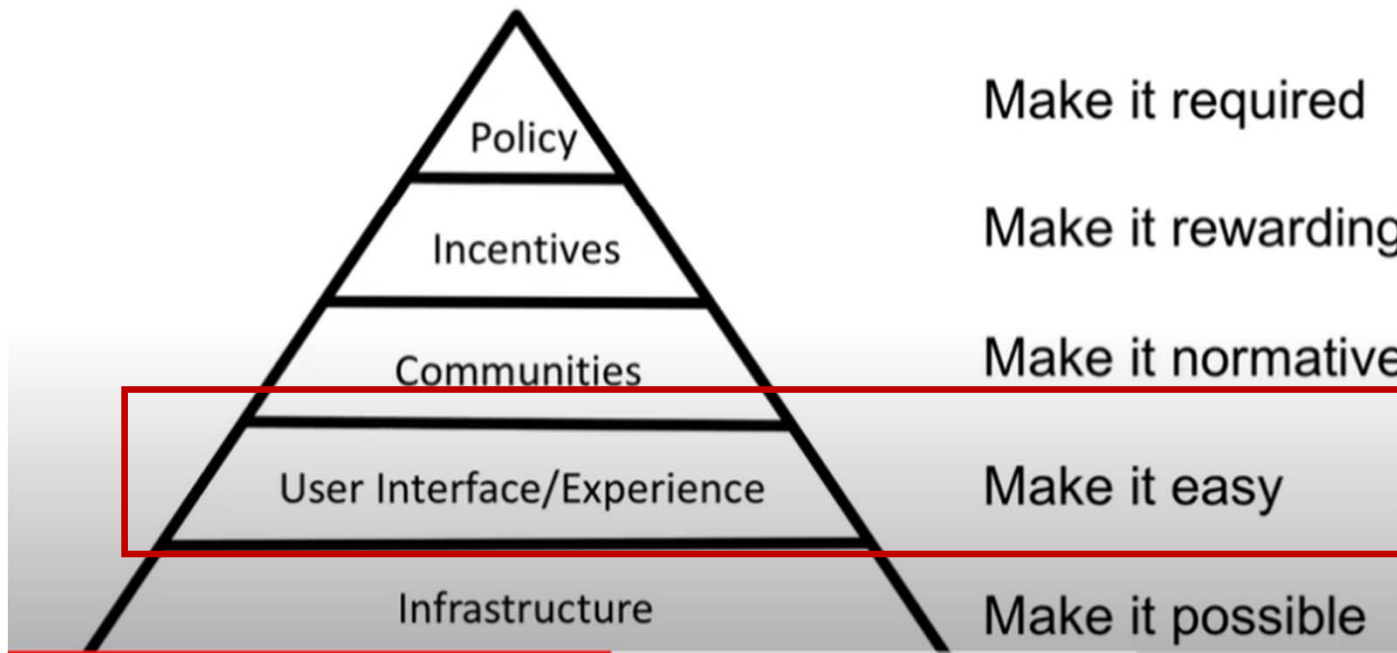 Policy
Make it required
Incentives
Make it rewarding
Communities
Make it normative
User Interface/Experience
Make it easy
Infrastructure
Make it possible